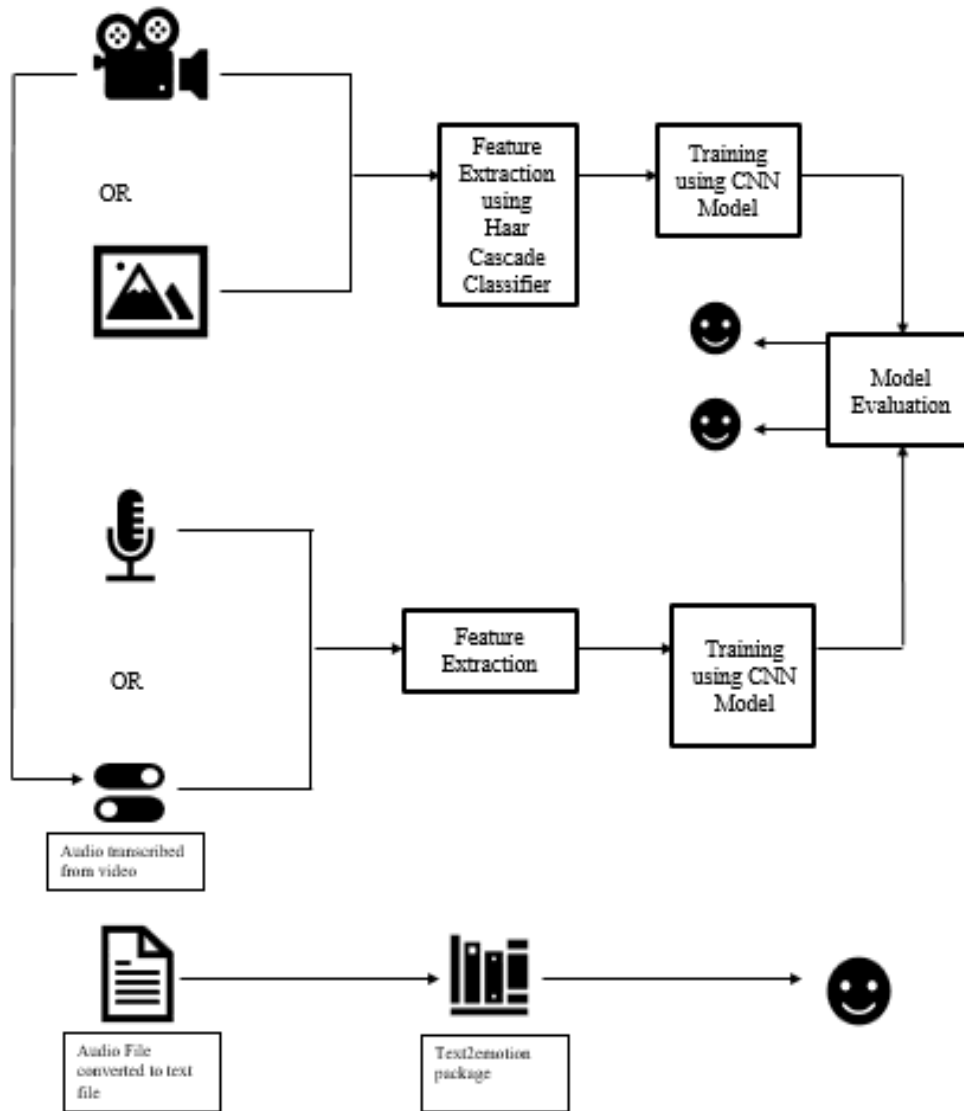 OR
Feature
Extraction
using
Haar
Cascade
Classifier
Training
using CNN
Model
Model
Evaluation
OR
Feature
Extraction
Training
using CNN
Model
Audio transcribed
from video
Audio File
converted to text
file
Text2emotion
package